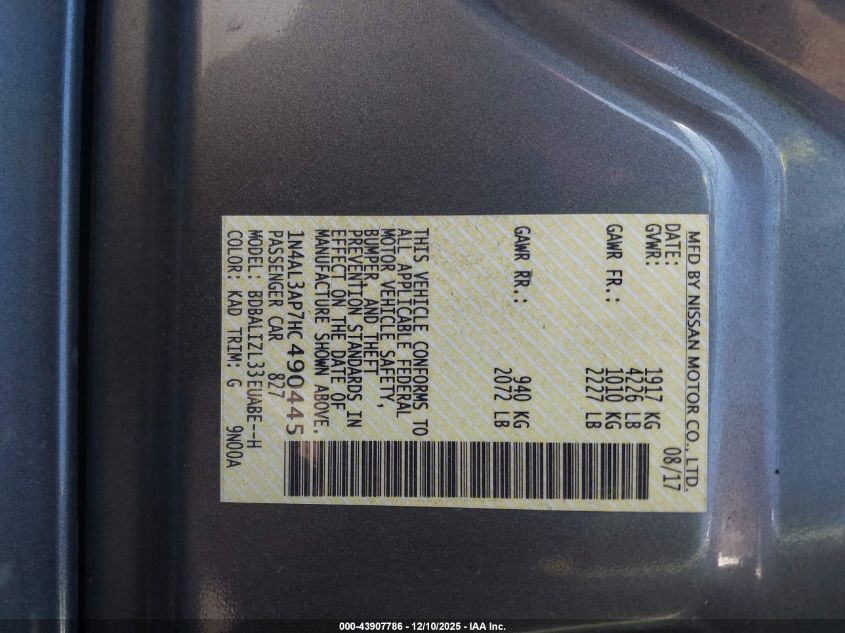 MFD BY NISSAN MOTOR CO., LTD.
DATE: 08/17
GVWR: 1917 KG
4226 LB
GAWR FR.: 1010 KG
2227 LB
GAWR RR.: 940 KG
2072 LB
THIS VEHICLE CONFORMS TO
ALL APPLICABLE FEDERAL
MOTOR VEHICLE SAFETY,
BUMPER, AND THEFT
PREVENTION STANDARDS IN
EFFECT ON THE DATE OF
MANUFACTURE SHOWN ABOVE.
1N4AL3AP7HC490445
PASSENGER CAR 827
MODEL: BDBALIZL33EUABE--H
COLOR: KAD TRIM: G 9N00A
000-43907786 - 12/10/2025 - IAA Inc.